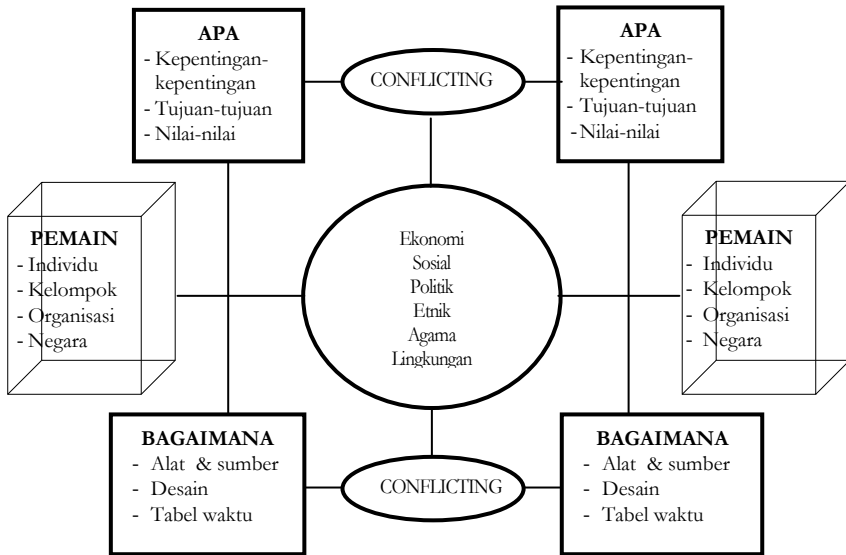 APA
- Kepentingan-
kepentingan
- Tujuan-tujuan
- Nilai-nilai
CONFLICTING
APA
- Kepentingan-
kepentingan
- Tujuan-tujuan
- Nilai-nilai
PEMAIN
- Individu
- Kelompok
- Organisasi
- Negara
Ekonomi
Sosial
Politik
Etnik
Agama
Lingkungan
PEMAIN
- Individu
- Kelompok
- Organisasi
- Negara
BAGAIMANA
- Alat & sumber
- Desain
- Tabel waktu
CONFLICTING
BAGAIMANA
- Alat & sumber
- Desain
- Tabel waktu